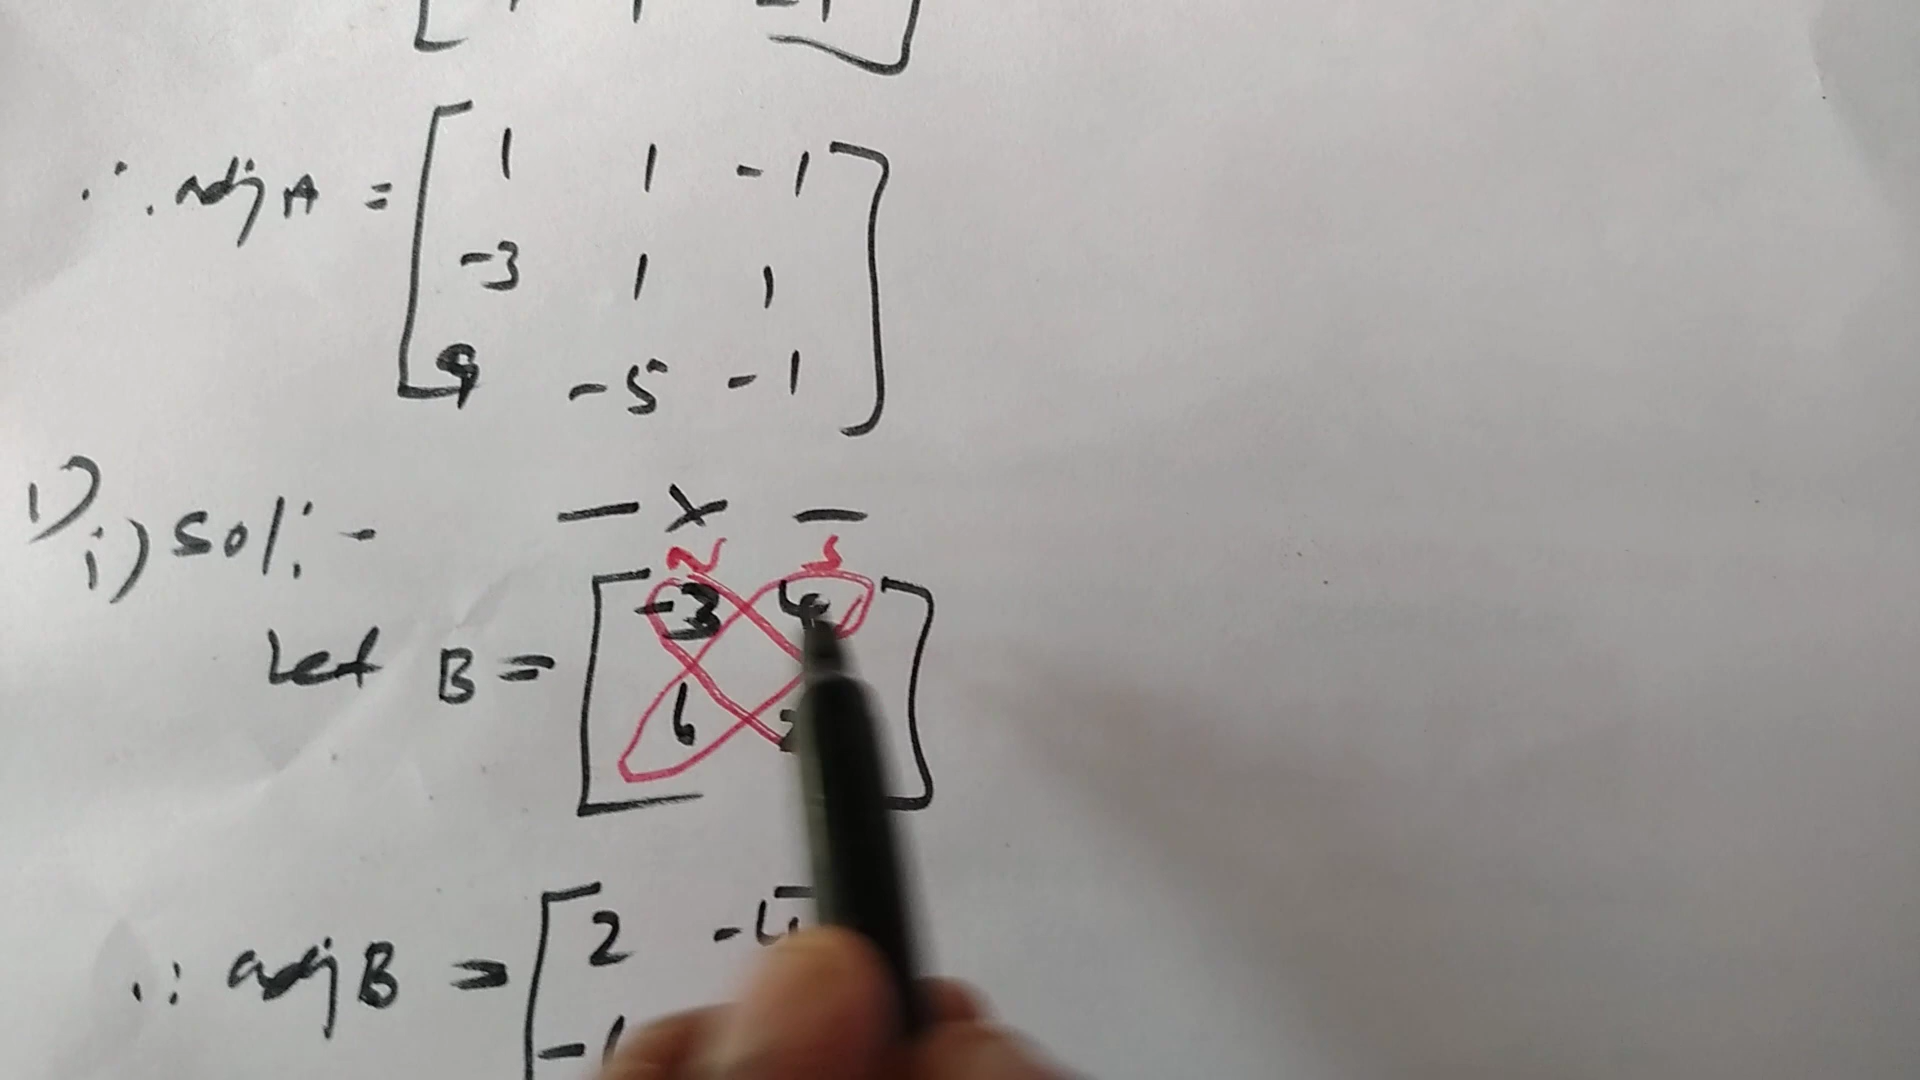 ∴ adj A = [ 1 1 -1
-3 1 1
9 -5 -1 ]
— x —
1) i) Sol:-
N S
Let B = [ -3 4
6 2 ]
∴ adj B = [ 2 -4
-6